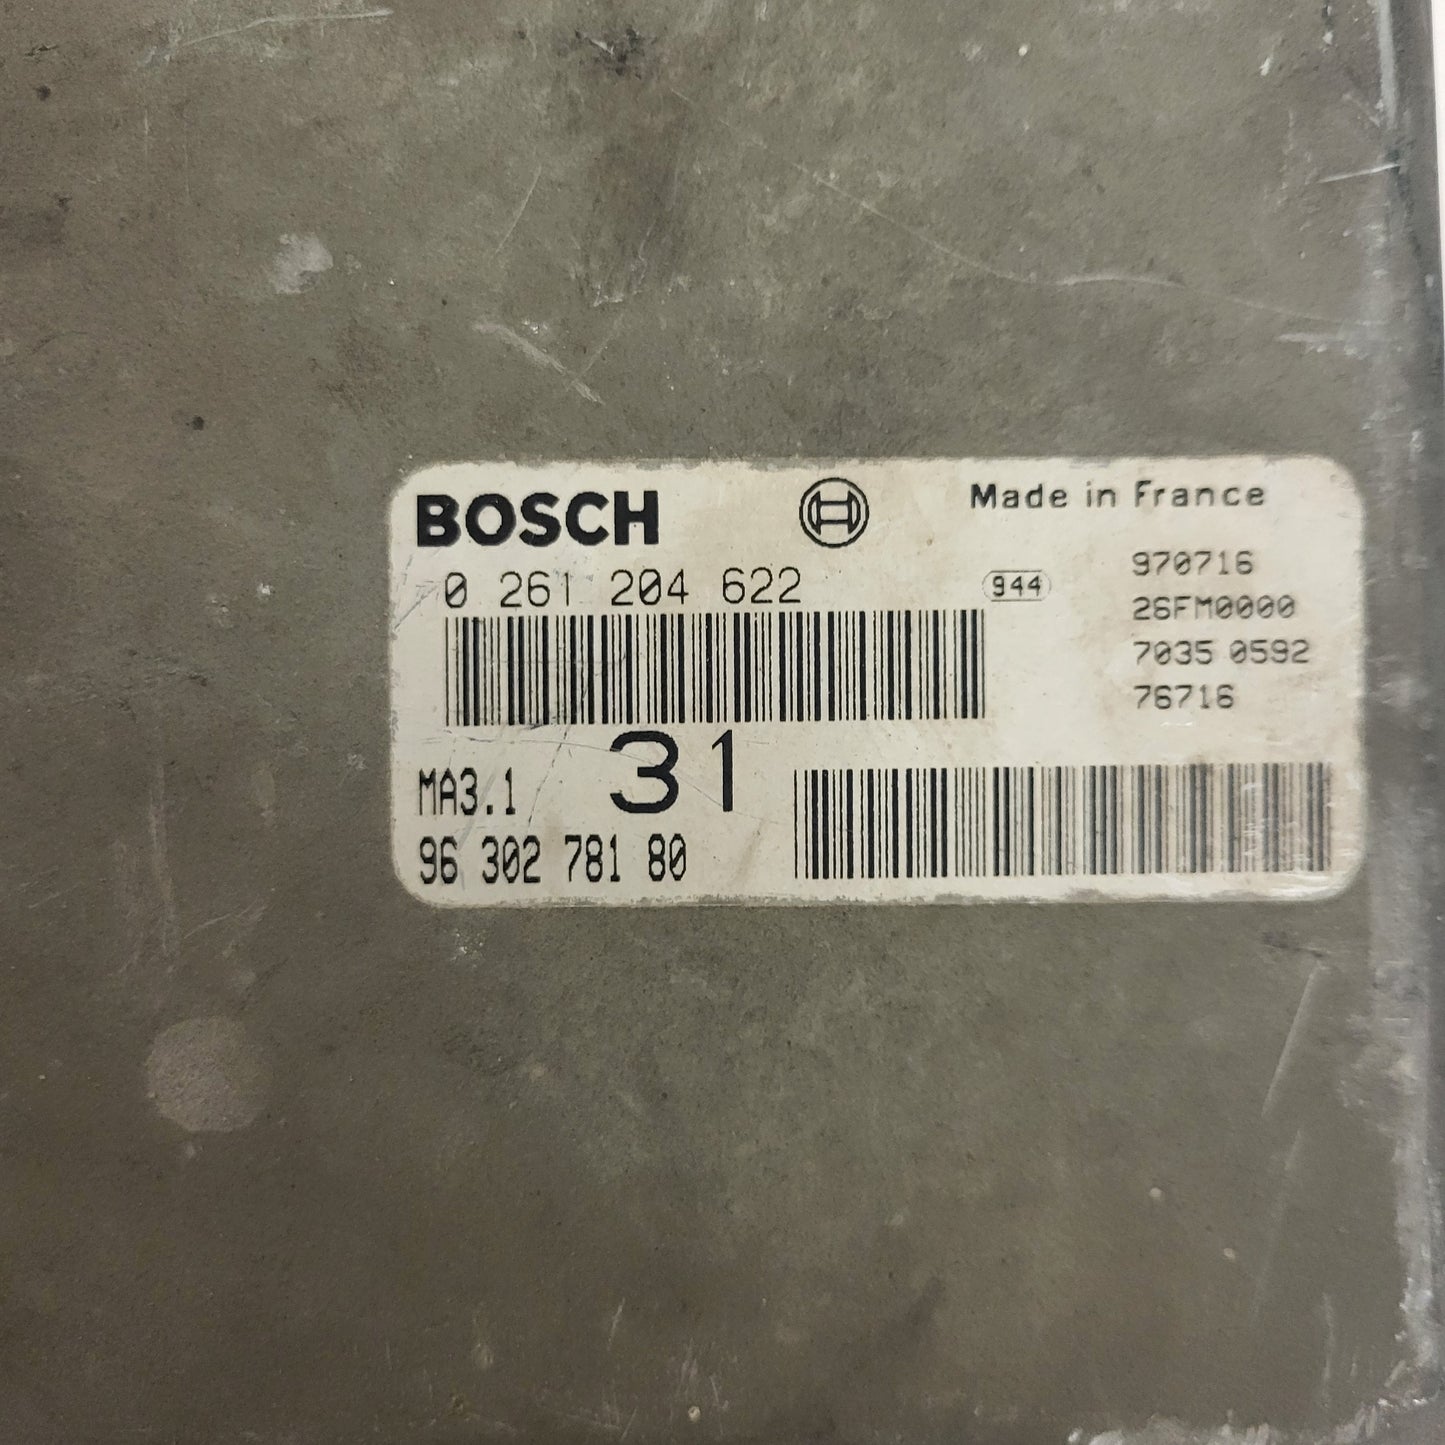 BOSCH
Made in France
0 261 204 622
944
970716
26FM0000
7035 0592
76716
MA3.1
31
96 302 781 80